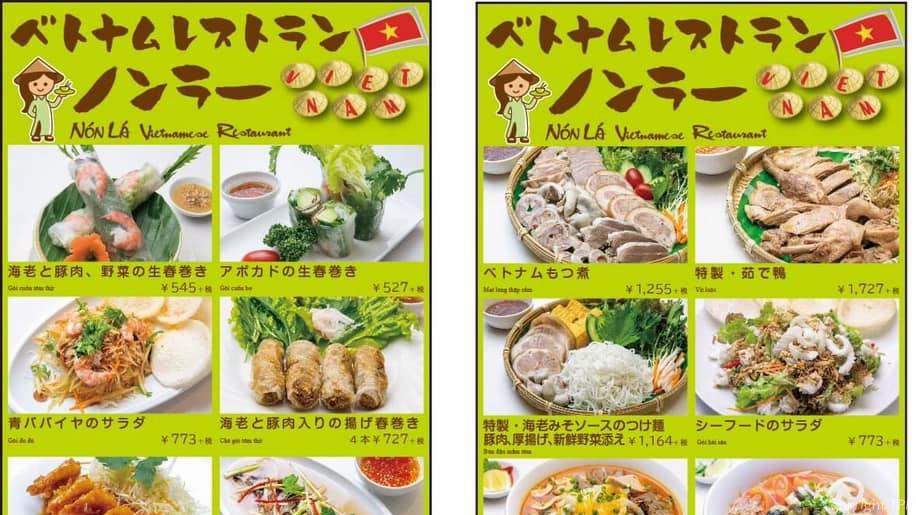 ベトナムレストラン
ノンラー
VIET
NAM
NÓN LÁ Vietnamese Restaurant
海老と豚肉、野菜の生春巻き
¥545+税
アボカドの生春巻き
Gỏi cuốn bơ
¥527+税
青パパイヤのサラダ
Gỏi đu đủ
¥773+税
海老と豚肉入りの揚げ春巻き
4本¥727+税
ベトナムレストラン
ノンラー
VIET
NAM
NÓN LÁ Vietnamese Restaurant
ベトナムもつ煮
¥1,255+税
特製・茹で鴨
Vịt luộc
¥1,727+税
特製・海老みそソースのつけ麺
豚肉、厚揚げ、新鮮野菜添え ¥1,164+税
Bún đậu mắm tôm
シーフードのサラダ
Gỏi hải sản
¥773+税